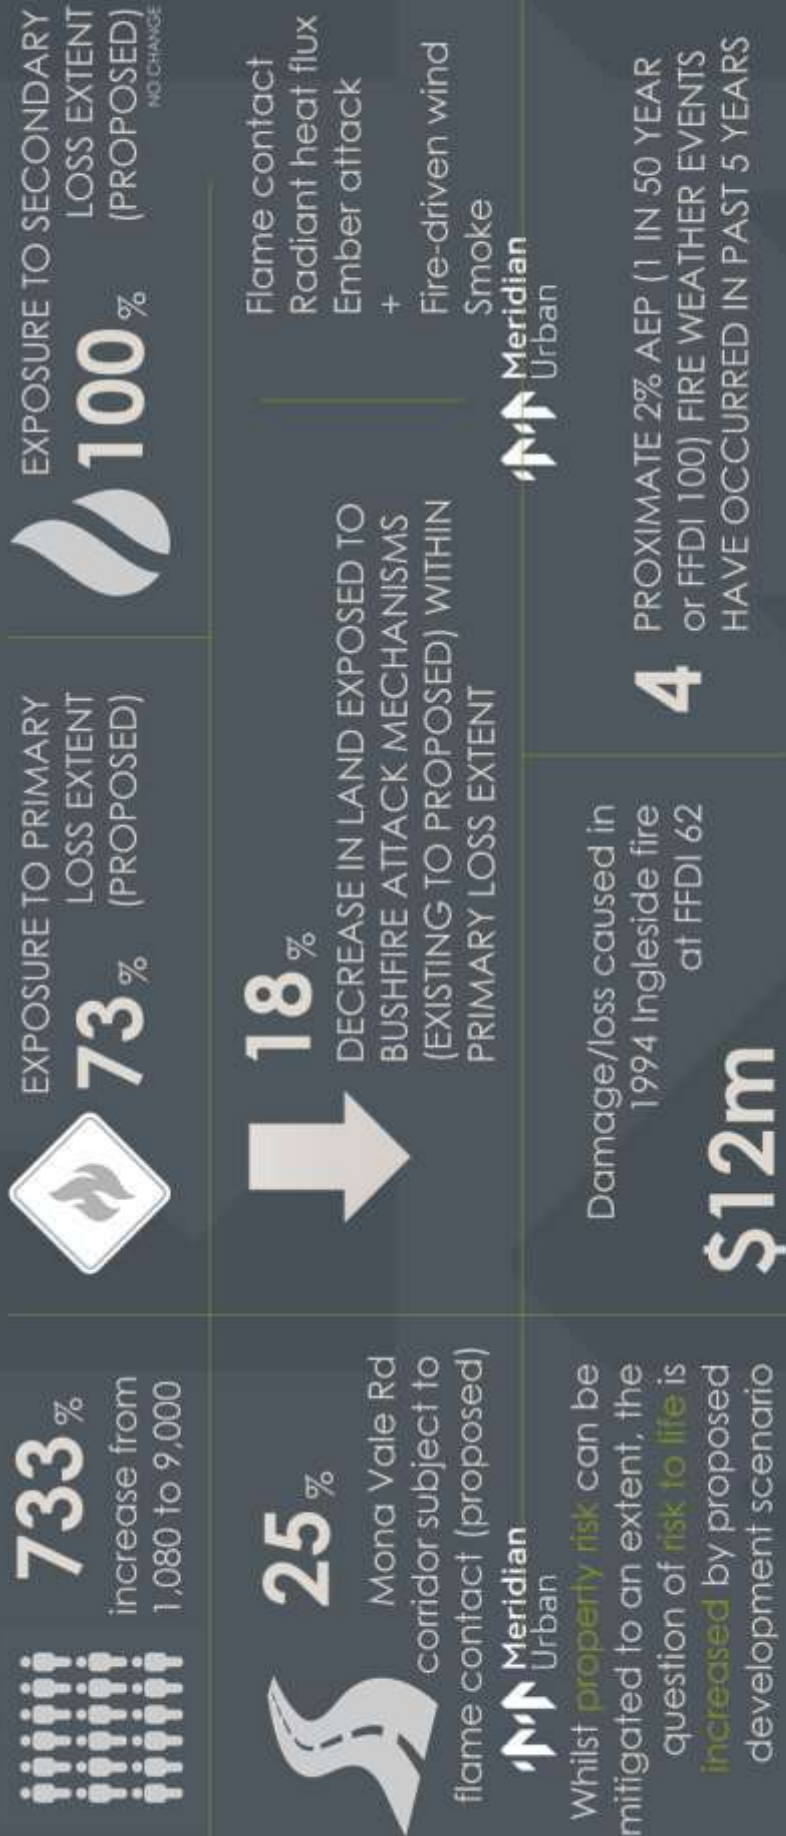 733%
increase from
1,080 to 9,000
EXPOSURE TO PRIMARY
LOSS EXTENT
(PROPOSED)
73%
EXPOSURE TO SECONDARY
LOSS EXTENT
(PROPOSED)
NO CHANGE
100%
25%
Mona Vale Rd
corridor subject to
flame contact (proposed)
18%
DECREASE IN LAND EXPOSED TO
BUSHFIRE ATTACK MECHANISMS
(EXISTING TO PROPOSED) WITHIN
PRIMARY LOSS EXTENT
Flame contact
Radiant heat flux
Ember attack
+
Fire-driven wind
Smoke
Meridian
Urban
Meridian
Urban
Whilst property risk can be
mitigated to an extent, the
question of risk to life is
increased by proposed
development scenario
Damage/loss caused in
1994 Ingleside fire
at FFDI 62
$12m
4
PROXIMATE 2% AEP (1 IN 50 YEAR
or FFDI 100) FIRE WEATHER EVENTS
HAVE OCCURRED IN PAST 5 YEARS